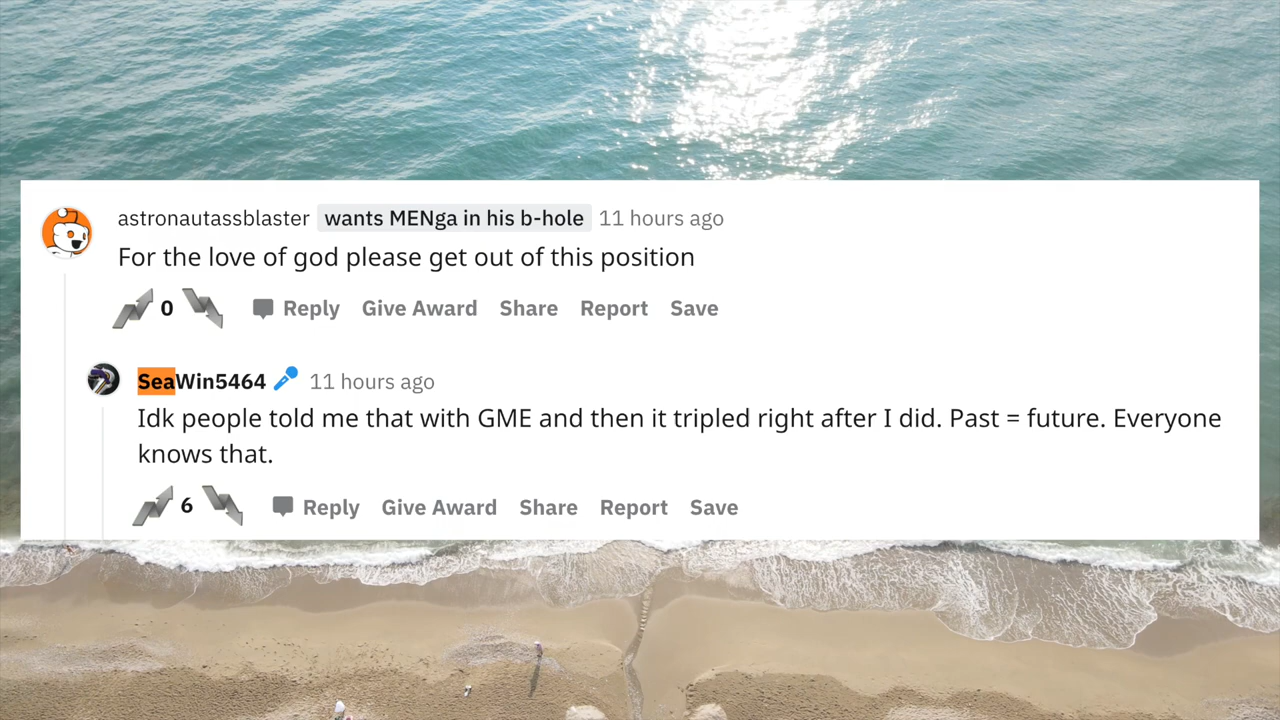 astronautassblaster wants MENga in his b-hole 11 hours ago
For the love of god please get out of this position
0 Reply Give Award Share Report Save
SeaWin5464 11 hours ago
Idk people told me that with GME and then it tripled right after I did. Past = future. Everyone
knows that.
6 Reply Give Award Share Report Save